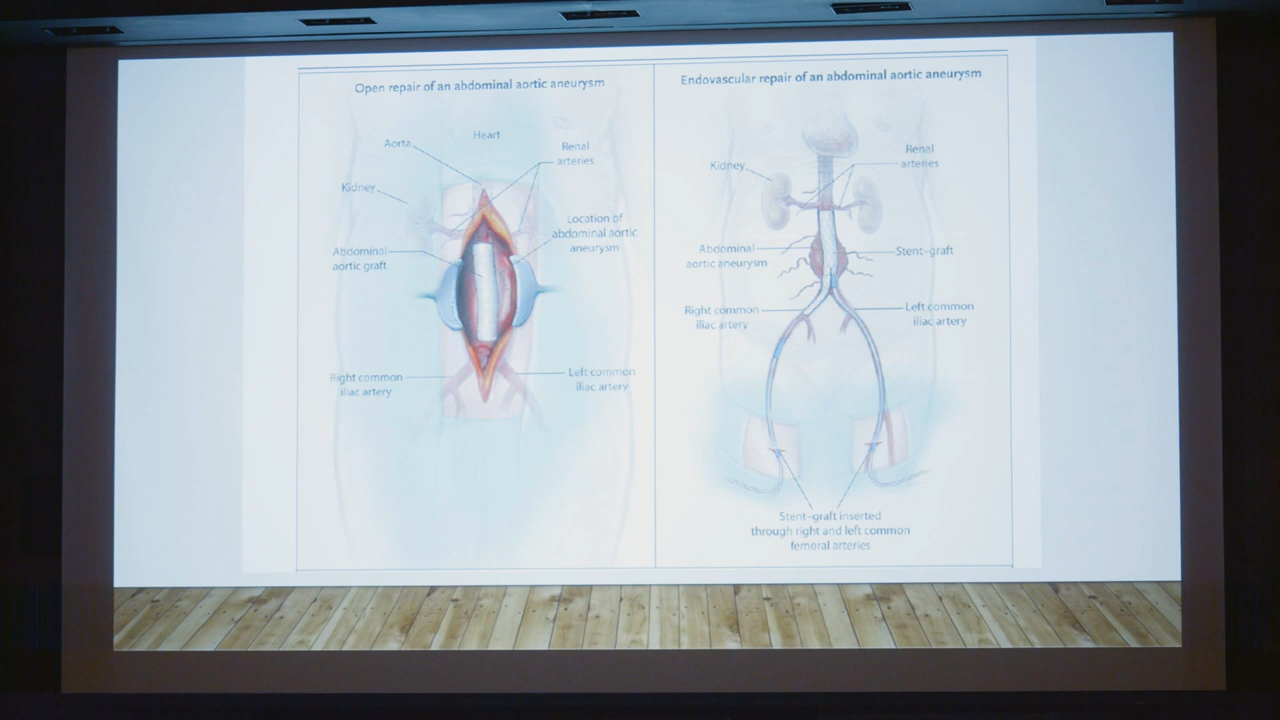 Open repair of an abdominal aortic aneurysm
Heart
Aorta
Renal
arteries
Kidney
Location of
abdominal aortic
aneurysm
Abdominal
aortic graft
Right common
iliac artery
Left common
iliac artery
Endovascular repair of an abdominal aortic aneurysm
Kidney
Renal
arteries
Abdominal
aortic aneurysm
Stent-graft
Right common
iliac artery
Left common
iliac artery
Stent-graft inserted
through right and left common
femoral arteries